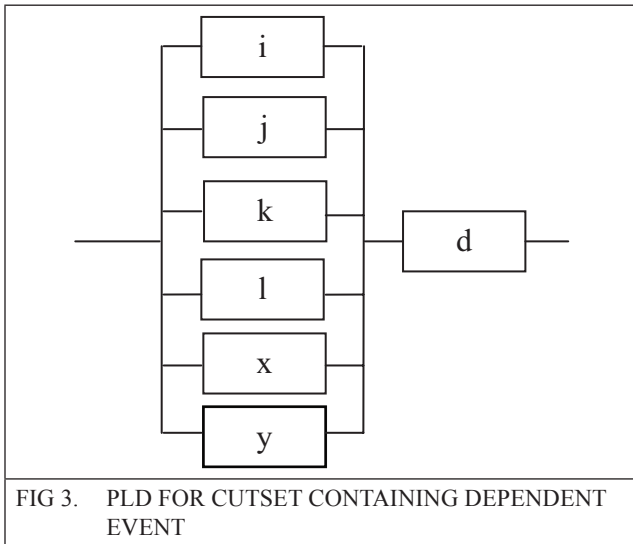 i
j
k
l
x
y
d
FIG 3. PLD FOR CUTSET CONTAINING DEPENDENT
EVENT